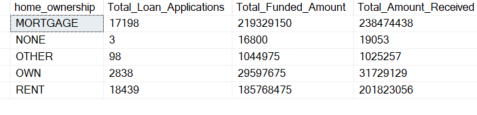 home_ownership Total_Loan_Applications Total_Funded_Amount Total_Amount_Received
MORTGAGE 17198 219329150 238474438
NONE 3 16800 19053
OTHER 98 1044975 1025257
OWN 2838 29597675 31729129
RENT 18439 185768475 201823056